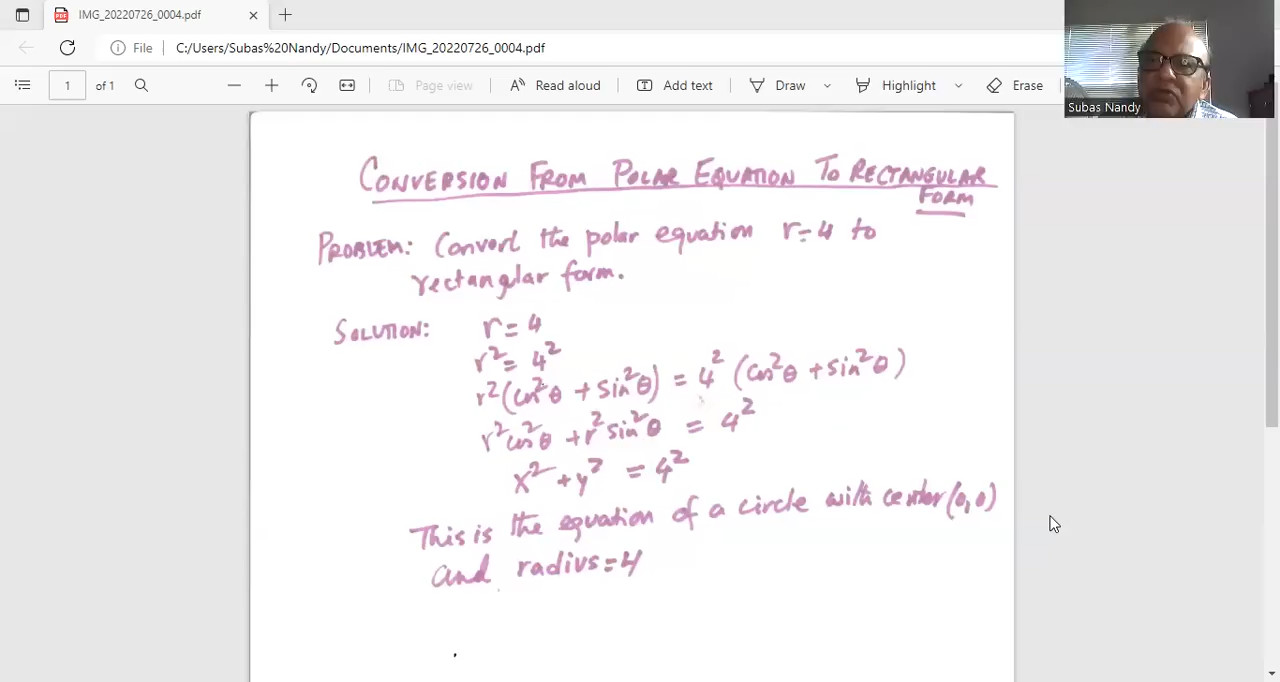 IMG_20220726_0004.pdf
File C:/Users/Subas%20Nandy/Documents/IMG_20220726_0004.pdf
1 of 1 Page view Read aloud Add text Draw Highlight Erase
Subas Nandy
CONVERSION FROM POLAR EQUATION TO RECTANGULAR
FORM
PROBLEM: Convert the polar equation r=4 to
rectangular form.
SOLUTION: r=4
r²= 4²
r²(cos²θ + sin²θ) = 4² (cos²θ + sin²θ)
r²cos²θ + r²sin²θ = 4²
x² + y² = 4²
This is the equation of a circle with center (0,0)
and radius=4